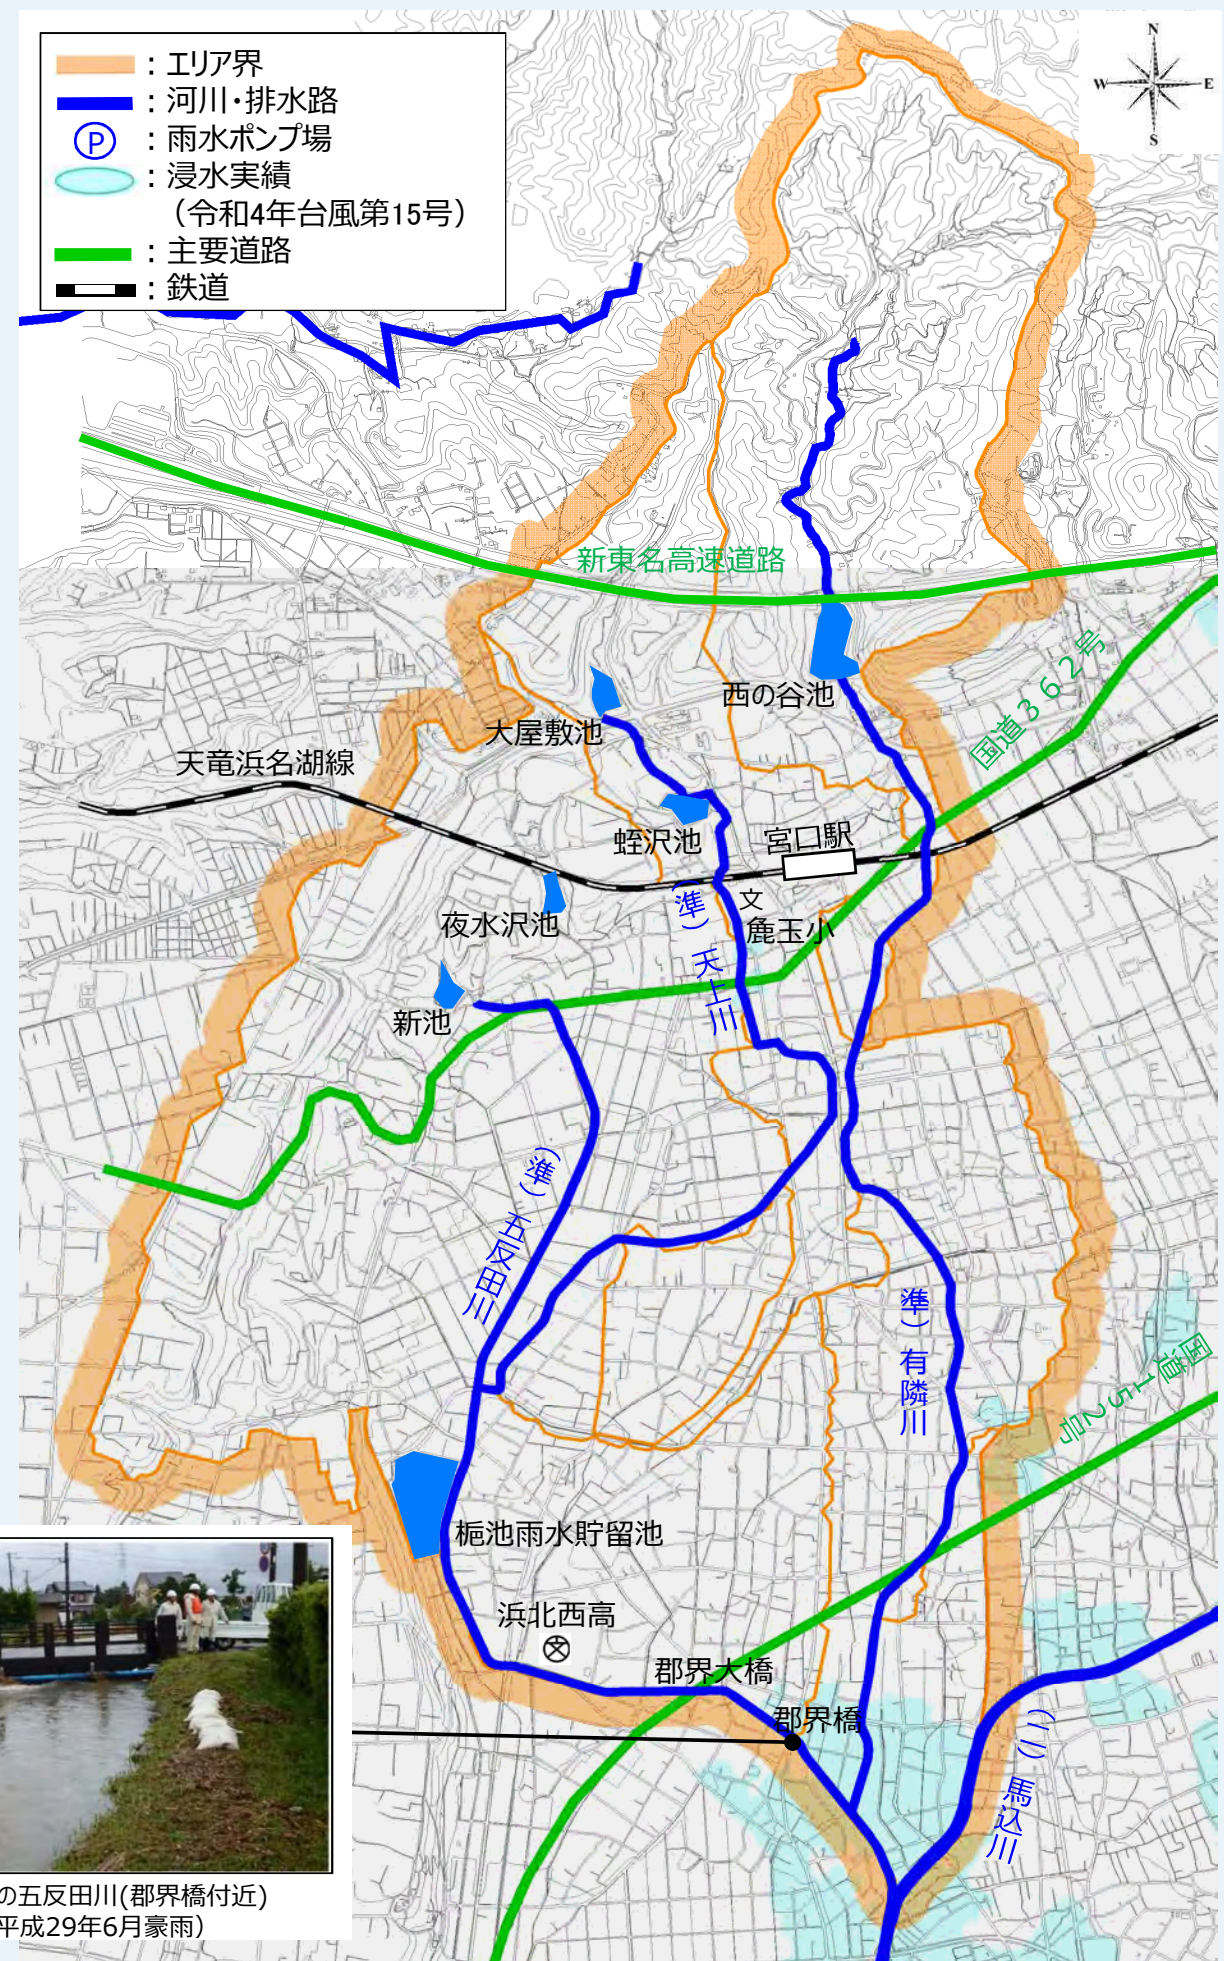 ：エリア界
：河川・排水路
P ：雨水ポンプ場
：浸水実績
（令和4年台風第15号）
：主要道路
：鉄道
N
W E
S
新東名高速道路
国道３６２号
西の谷池
大屋敷池
天竜浜名湖線
蛭沢池
宮口駅
文
麁玉小
夜水沢池
（準）天上川
新池
（準）五反田川
準）有隣川
国道１５２号
栀池雨水貯留池
浜北西高
郡界大橋
郡界橋
（二）馬込川
の五反田川(郡界橋付近)
平成29年6月豪雨）